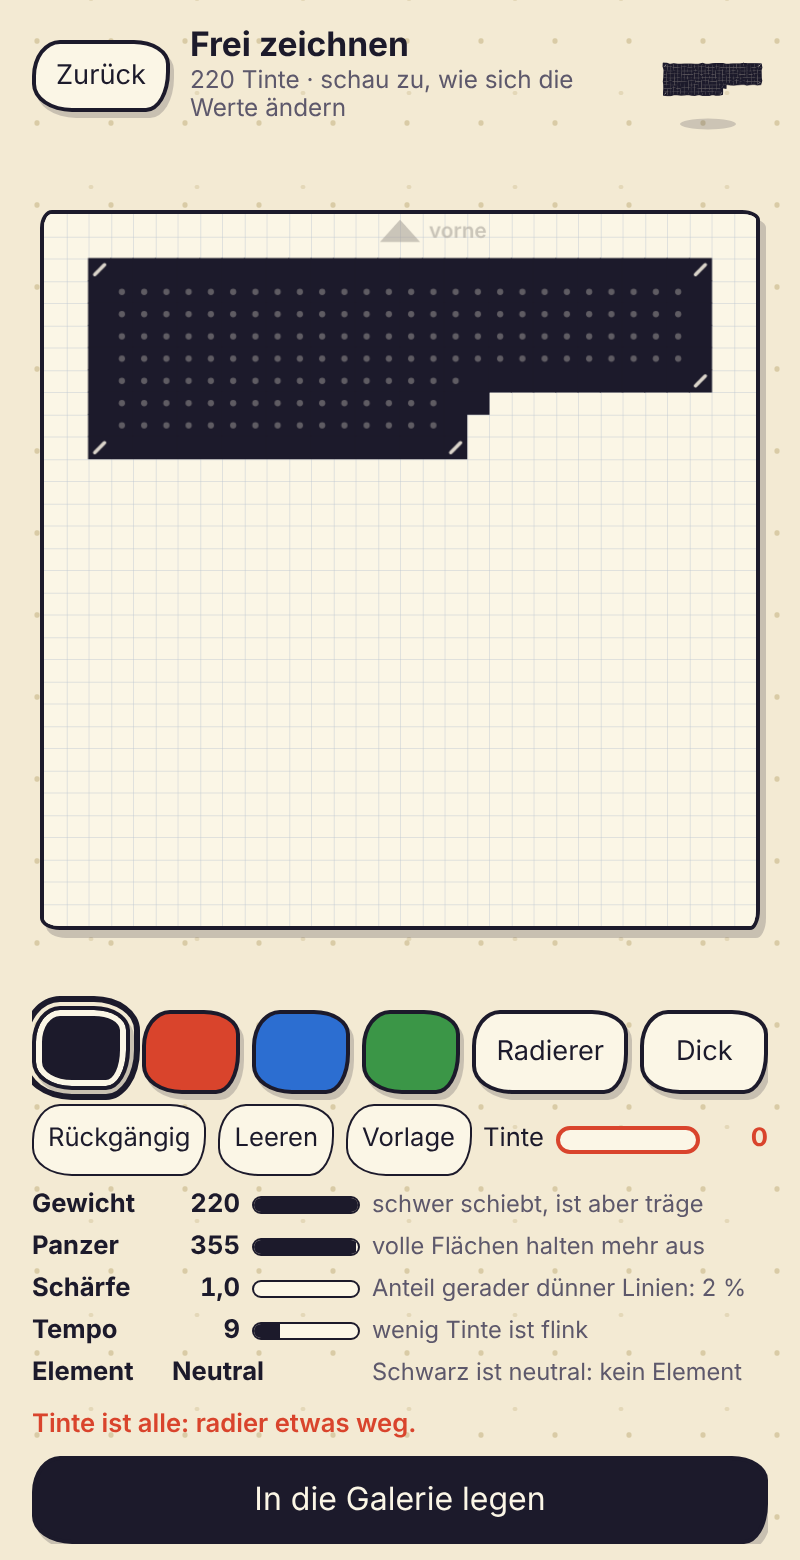 Zurück
Frei zeichnen
220 Tinte · schau zu, wie sich die
Werte ändern
vorne
Radierer
Dick
Rückgängig
Leeren
Vorlage
Tinte
0
Gewicht 220 schwer schiebt, ist aber träge
Panzer 355 volle Flächen halten mehr aus
Schärfe 1,0 Anteil gerader dünner Linien: 2 %
Tempo 9 wenig Tinte ist flink
Element Neutral Schwarz ist neutral: kein Element
Tinte ist alle: radier etwas weg.
In die Galerie legen